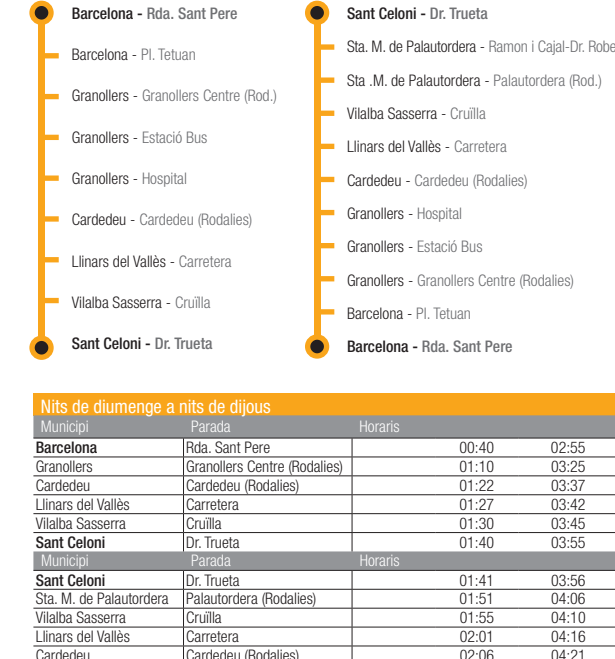 Barcelona - Rda. Sant Pere
Barcelona - Pl. Tetuan
Granollers - Granollers Centre (Rod.)
Granollers - Estació Bus
Granollers - Hospital
Cardedeu - Cardedeu (Rodalies)
Llinars del Vallès - Carretera
Vilalba Sasserra - Cruïlla
Sant Celoni - Dr. Trueta
Sant Celoni - Dr. Trueta
Sta. M. de Palautordera - Ramon i Cajal-Dr. Robe
Sta .M. de Palautordera - Palautordera (Rod.)
Vilalba Sasserra - Cruïlla
Llinars del Vallès - Carretera
Cardedeu - Cardedeu (Rodalies)
Granollers - Hospital
Granollers - Estació Bus
Granollers - Granollers Centre (Rodalies)
Barcelona - Pl. Tetuan
Barcelona - Rda. Sant Pere
Nits de diumenge a nits de dijous
Municipi Parada Horaris
Barcelona Rda. Sant Pere 00:40 02:55
Granollers Granollers Centre (Rodalies) 01:10 03:25
Cardedeu Cardedeu (Rodalies) 01:22 03:37
Llinars del Vallès Carretera 01:27 03:42
Vilalba Sasserra Cruïlla 01:30 03:45
Sant Celoni Dr. Trueta 01:40 03:55
Municipi Parada Horaris
Sant Celoni Dr. Trueta 01:41 03:56
Sta. M. de Palautordera Palautordera (Rodalies) 01:51 04:06
Vilalba Sasserra Cruïlla 01:55 04:10
Llinars del Vallès Carretera 02:01 04:16
Cardedeu Cardedeu (Rodalies) 02:06 04:21